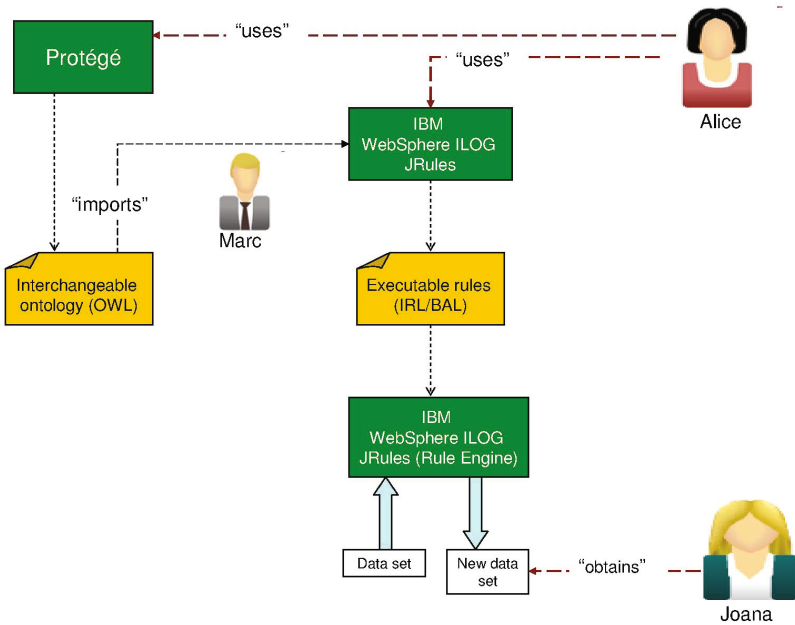 “uses”
Protégé
“uses”
Alice
IBM
WebSphere ILOG
JRules
“imports”
Marc
Interchangeable
ontology (OWL)
Executable rules
(IRL/BAL)
IBM
WebSphere ILOG
JRules (Rule Engine)
Data set
New data
set
“obtains”
Joana